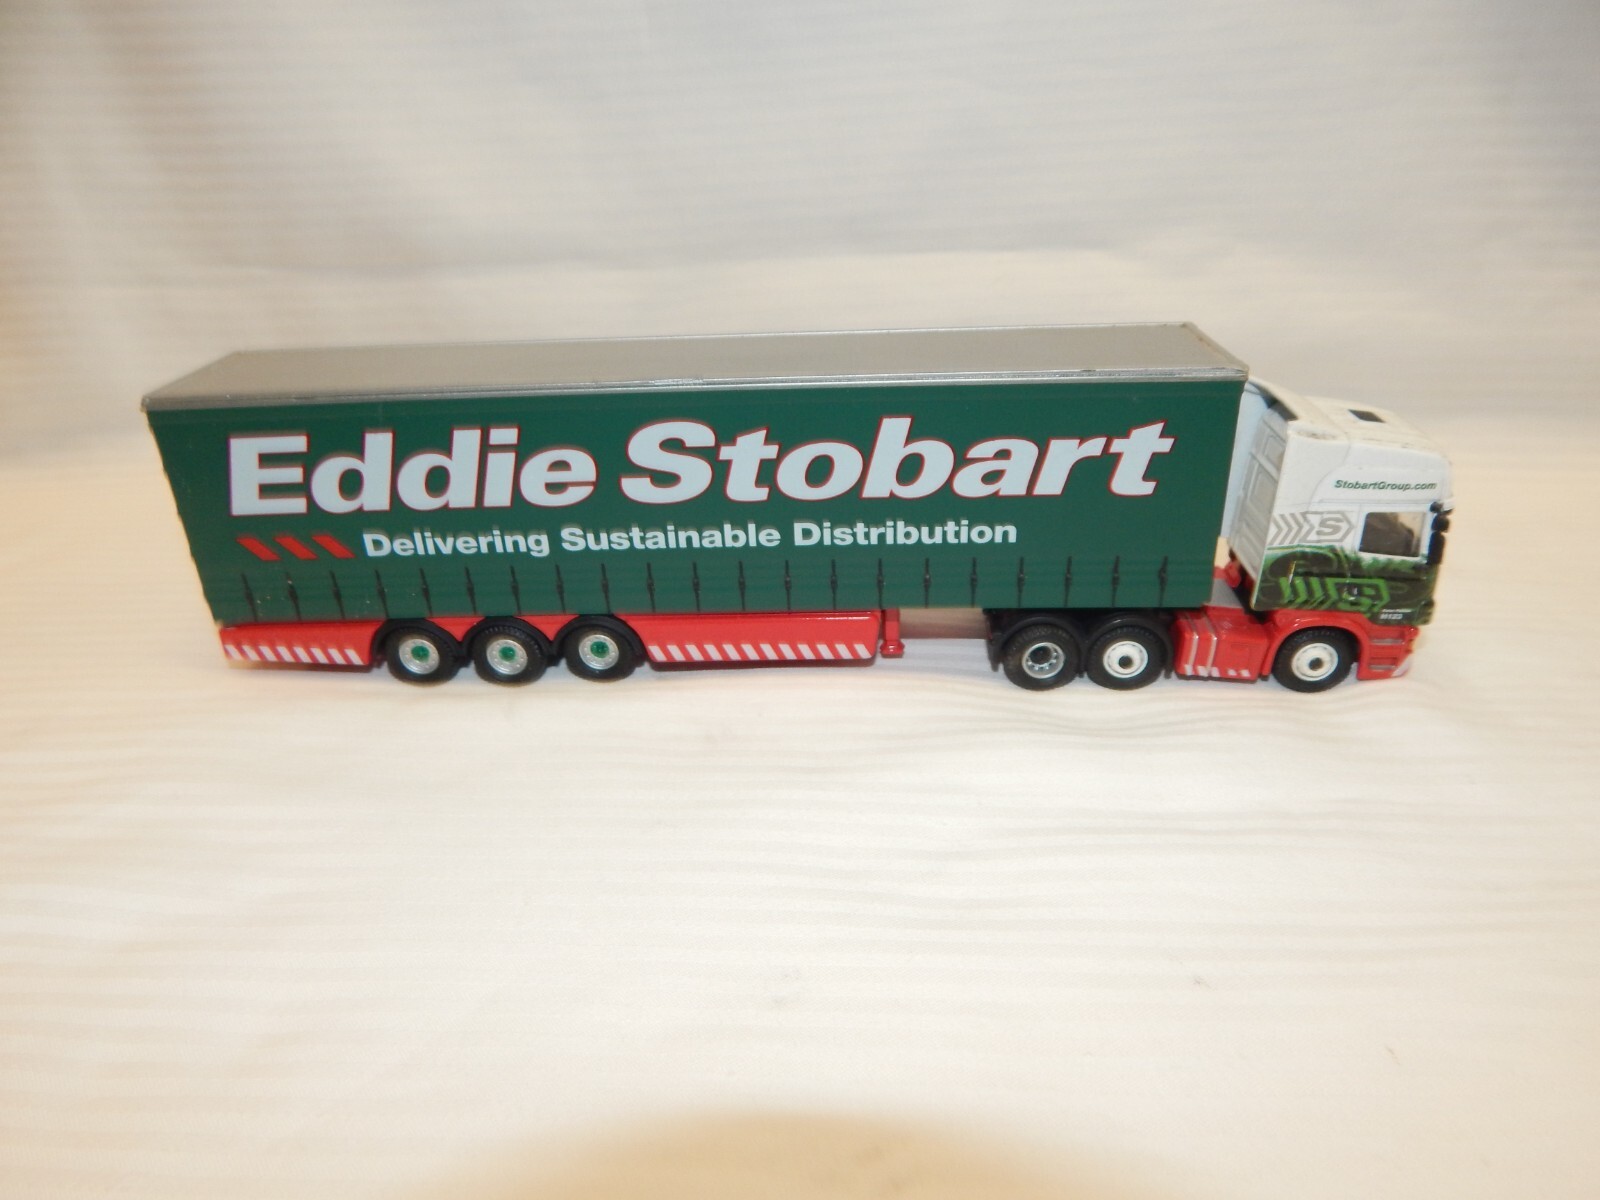 Eddie Stobart
Delivering Sustainable Distribution
StobartGroup.com
S